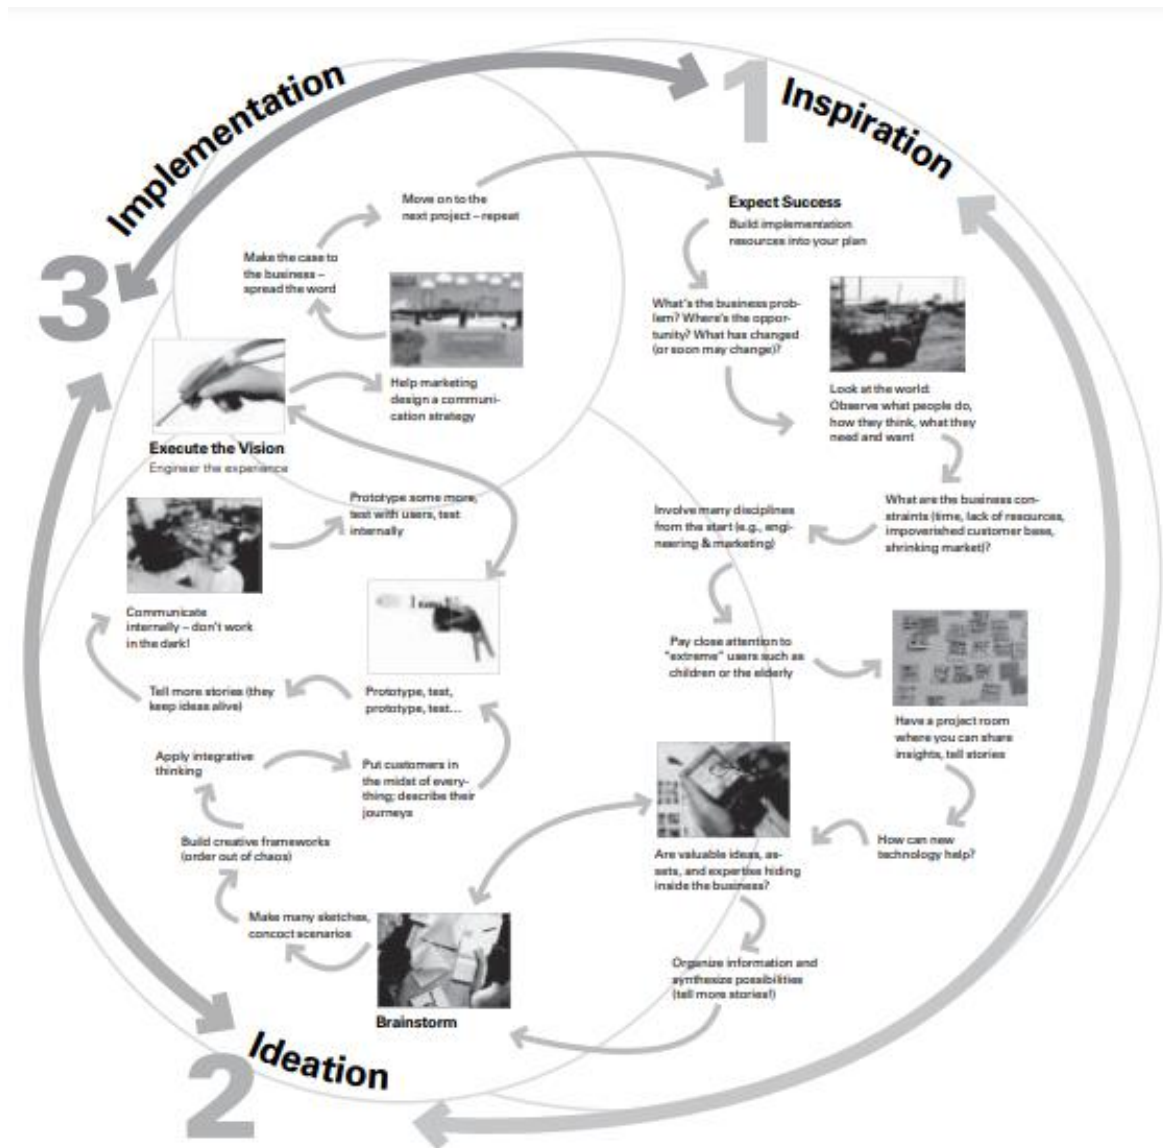 1
Inspiration
Expect Success
Build implementation
resources into your plan
What's the business prob-
lem? Where's the oppor-
tunity? What has changed
(or soon may change)?
Look at the world:
Observe what people do,
how they think, what they
need and want
What are the business con-
straints (time, lack of resources,
impoverished customer base,
shrinking market)?
Involve many disciplines
from the start (e.g., engi-
neering & marketing)
Pay close attention to
"extreme" users such as
children or the elderly
Have a project room
where you can share
insights, tell stories
How can new
technology help?
Are valuable ideas, as-
sets, and expertise hiding
inside the business?
Organize information and
synthesize possibilities
(tell more stories!)
2
Ideation
Brainstorm
Make many sketches,
concoct scenarios
Build creative frameworks
(order out of chaos)
Apply integrative
thinking
Put customers in
the midst of every-
thing; describe their
journeys
Prototype, test,
prototype, test...
Tell more stories (they
keep ideas alive)
Communicate
internally – don't work
in the dark!
Prototype some more,
test with users, test
internally
3
Implementation
Execute the Vision
Engineer the experience
Help marketing
design a communi-
cation strategy
Make the case to
the business –
spread the word
Move on to the
next project – repeat